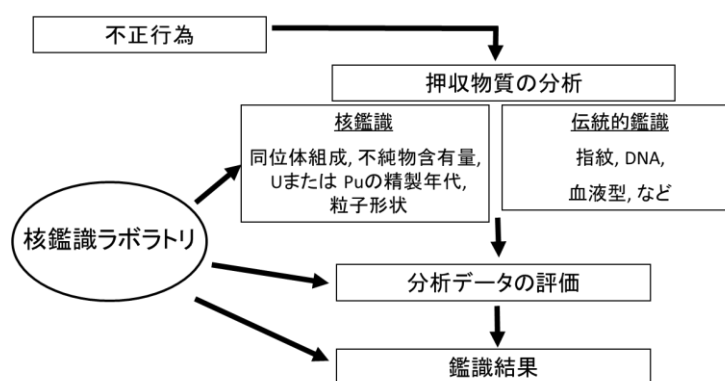 不正行為
押収物質の分析
核鑑識
同位体組成, 不純物含有量,
Uまたは Puの精製年代,
粒子形状
伝統的鑑識
指紋, DNA,
血液型, など
核鑑識ラボラトリ
分析データの評価
鑑識結果